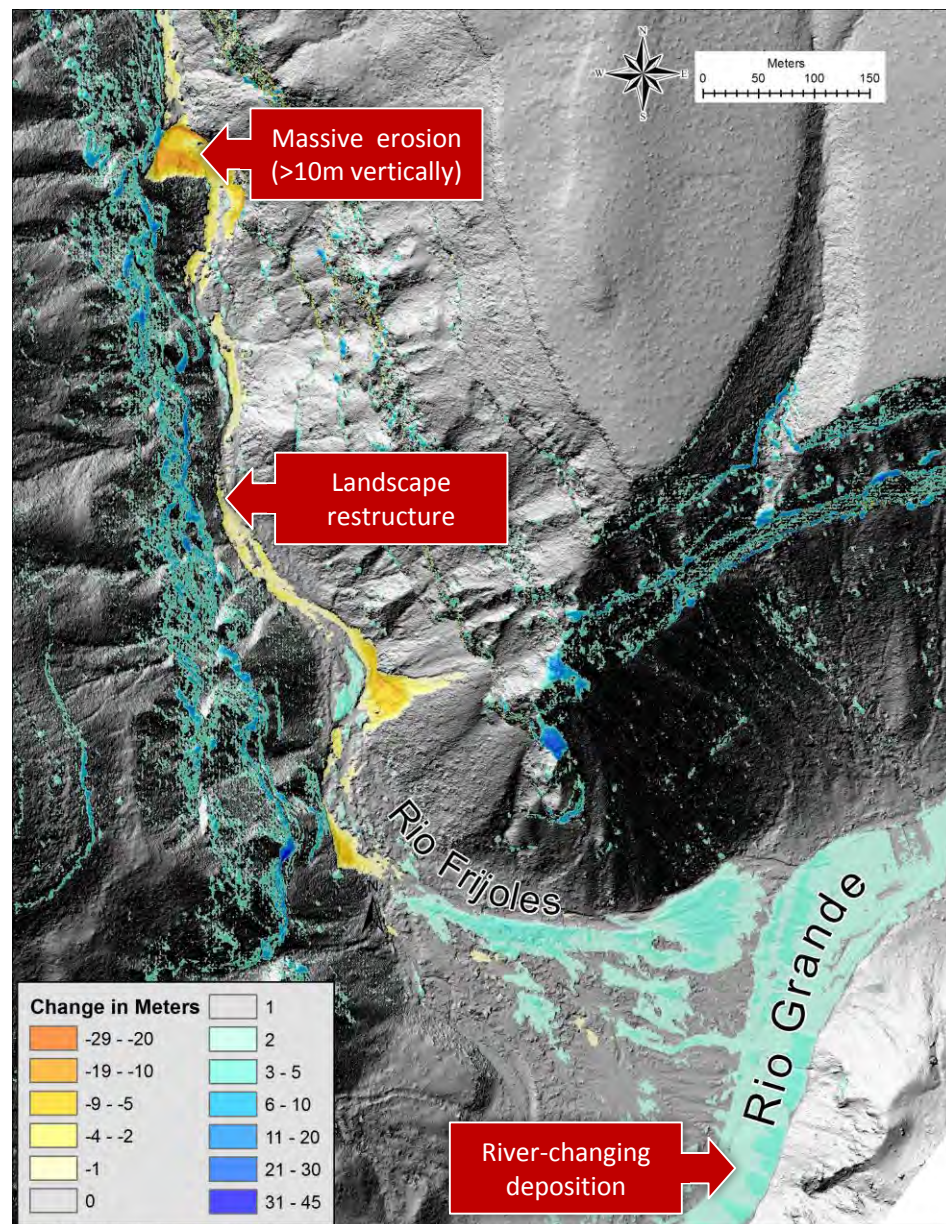 N
W
E
S
Meters
0 50 100 150
Massive erosion
(>10m vertically)
Landscape
restructure
Rio Frijoles
Rio Grande
River-changing
deposition
Change in Meters
-29 - -20
-19 - -10
-9 - -5
-4 - -2
-1
0
1
2
3 - 5
6 - 10
11 - 20
21 - 30
31 - 45